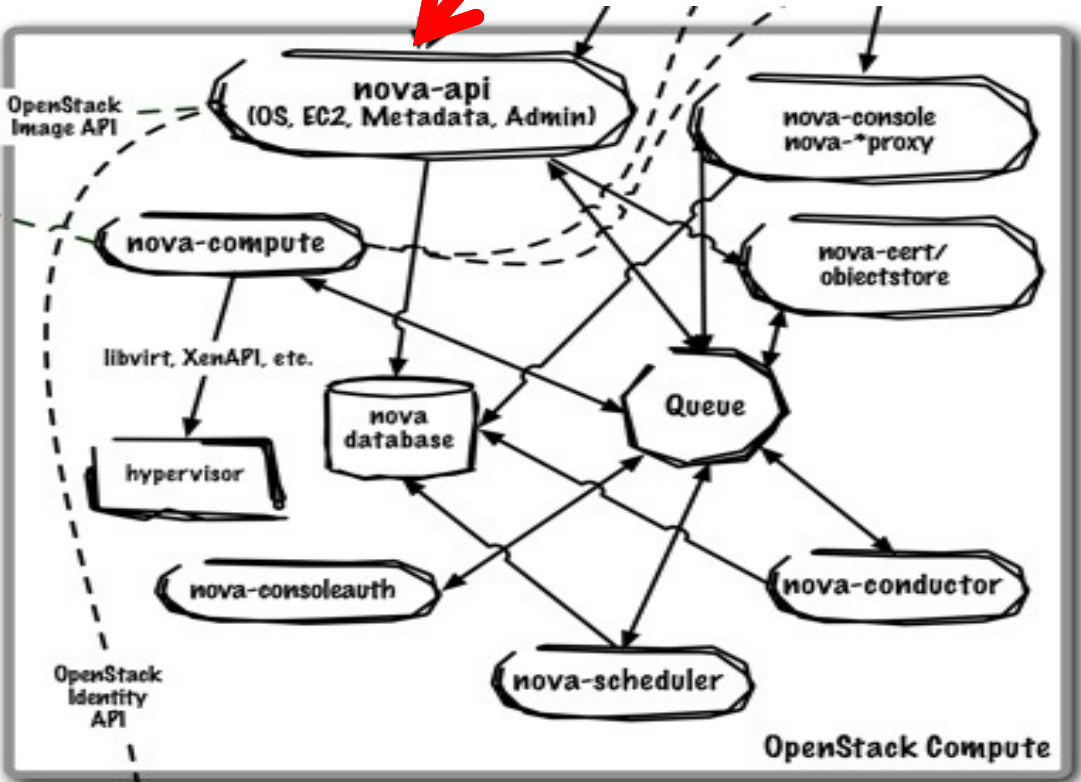 nova-api
(OS, EC2, Metadata, Admin)
OpenStack
Image API
nova-console
nova-*proxy
nova-compute
nova-cert/
objectstore
libvirt, XenAPI, etc.
nova
database
Queue
hypervisor
nova-consoleauth
nova-conductor
OpenStack
Identity
API
nova-scheduler
OpenStack Compute